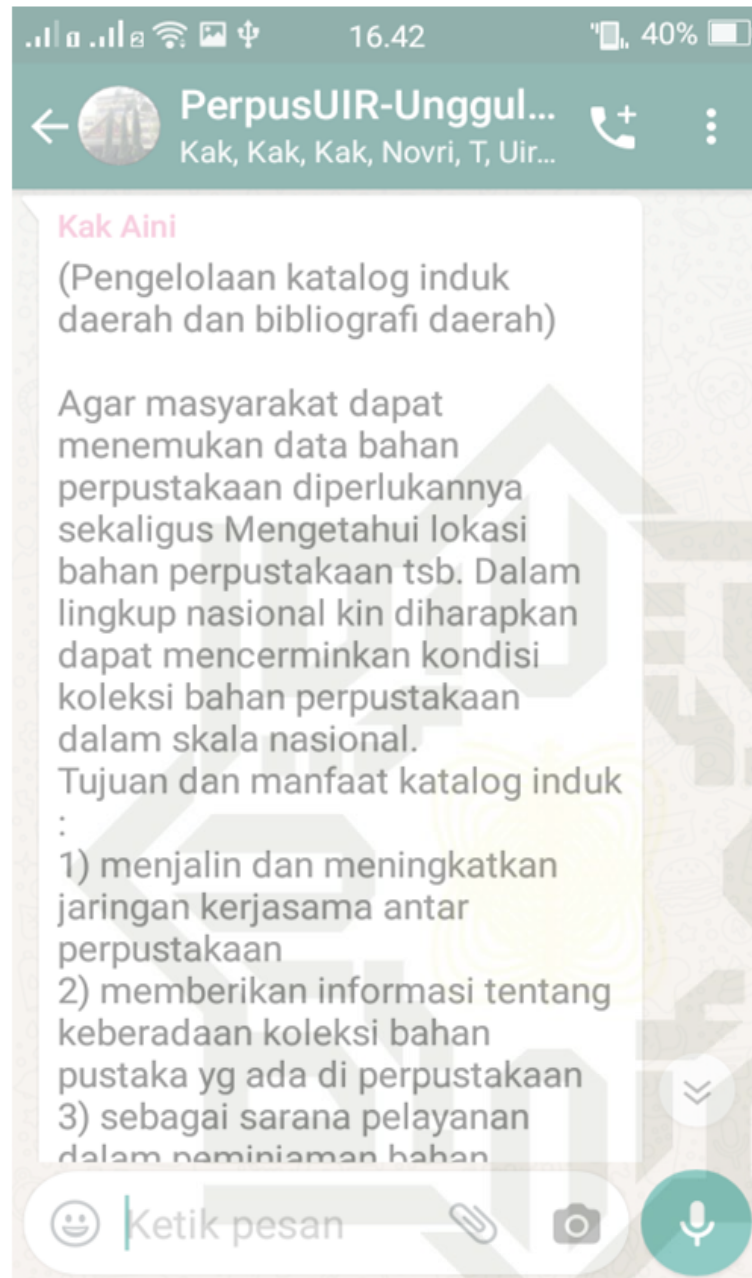 16.42
40%
PerpusUIR-Unggul...
Kak, Kak, Kak, Novri, T, Uir...
Kak Aini
(Pengelolaan katalog induk
daerah dan bibliografi daerah)
Agar masyarakat dapat
menemukan data bahan
perpustakaan diperlukannya
sekaligus Mengetahui lokasi
bahan perpustakaan tsb. Dalam
lingkup nasional kin diharapkan
dapat mencerminkan kondisi
koleksi bahan perpustakaan
dalam skala nasional.
Tujuan dan manfaat katalog induk
:
1) menjalin dan meningkatkan
jaringan kerjasama antar
perpustakaan
2) memberikan informasi tentang
keberadaan koleksi bahan
pustaka yg ada di perpustakaan
3) sebagai sarana pelayanan
dalam peminjaman bahan
Ketik pesan